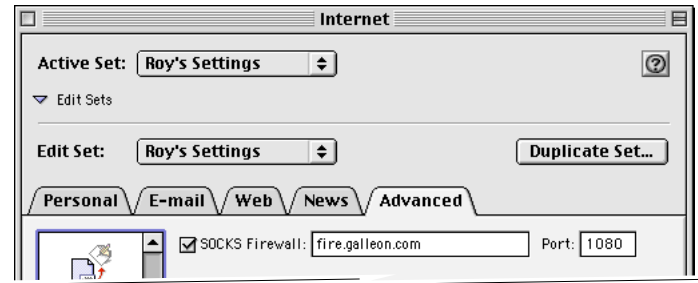 Internet
Active Set: Roy's Settings
Edit Sets
Edit Set: Roy's Settings Duplicate Set...
Personal E-mail Web News Advanced
SOCKS Firewall: fire.galleon.com Port: 1080